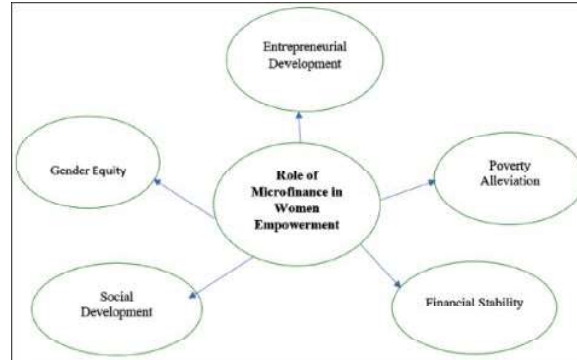 Entrepreneurial
Development
Gender Equity
Role of
Microfinance in
Women
Empowerment
Poverty
Alleviation
Social
Development
Financial Stability